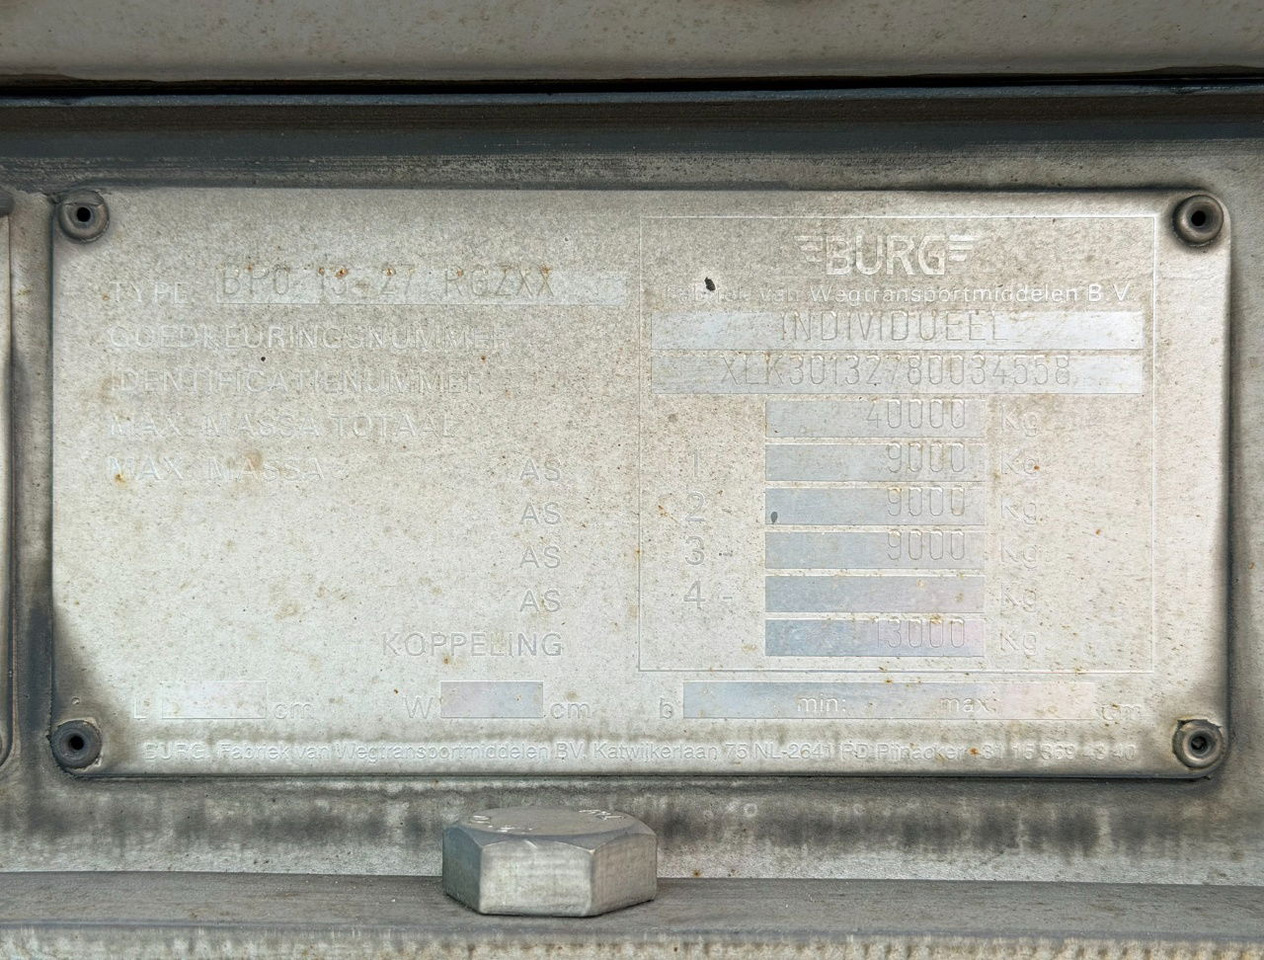 BURG
TYPE BPO 13-27 RGZXX
Fabriek van Wegtransportmiddelen B.V.
GOEDKEURINGSNUMMER INDIVIDUEEL
IDENTIFICATIENUMMER XLK30132780034558
MAX. MASSA TOTAAL 40000 Kg
MAX. MASSA AS 1 9000 Kg
AS 2 9000 Kg
AS 3 - 9000 Kg
AS 4 - Kg
KOPPELING 13000 Kg
L cm W cm b min: max: cm
BURG Fabriek van Wegtransportmiddelen BV Katwijkerlaan 75 NL-2641 PD Pijnacker